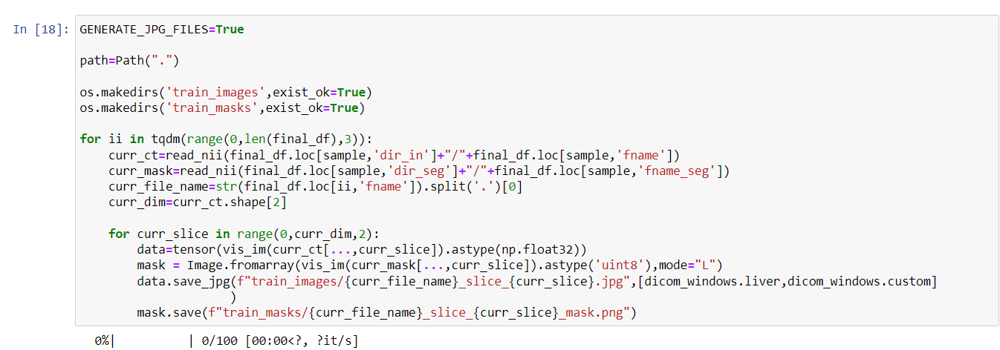 In [18]: GENERATE_JPG_FILES=True
path=Path(".")
os.makedirs('train_images',exist_ok=True)
os.makedirs('train_masks',exist_ok=True)
for ii in tqdm(range(0,len(final_df),3)):
    curr_ct=read_nii(final_df.loc[sample,'dir_in']+"/"+final_df.loc[sample,'fname'])
    curr_mask=read_nii(final_df.loc[sample,'dir_seg']+"/"+final_df.loc[sample,'fname_seg'])
    curr_file_name=str(final_df.loc[ii,'fname']).split('.')[0]
    curr_dim=curr_ct.shape[2]
    for curr_slice in range(0,curr_dim,2):
        data=tensor(vis_im(curr_ct[...,curr_slice]).astype(np.float32))
        mask = Image.fromarray(vis_im(curr_mask[...,curr_slice]).astype('uint8'),mode="L")
        data.save_jpg(f"train_images/{curr_file_name}_slice_{curr_slice}.jpg",[dicom_windows.liver,dicom_windows.custom]
                     )
        mask.save(f"train_masks/{curr_file_name}_slice_{curr_slice}_mask.png")
0%| | 0/100 [00:00<?, ?it/s]